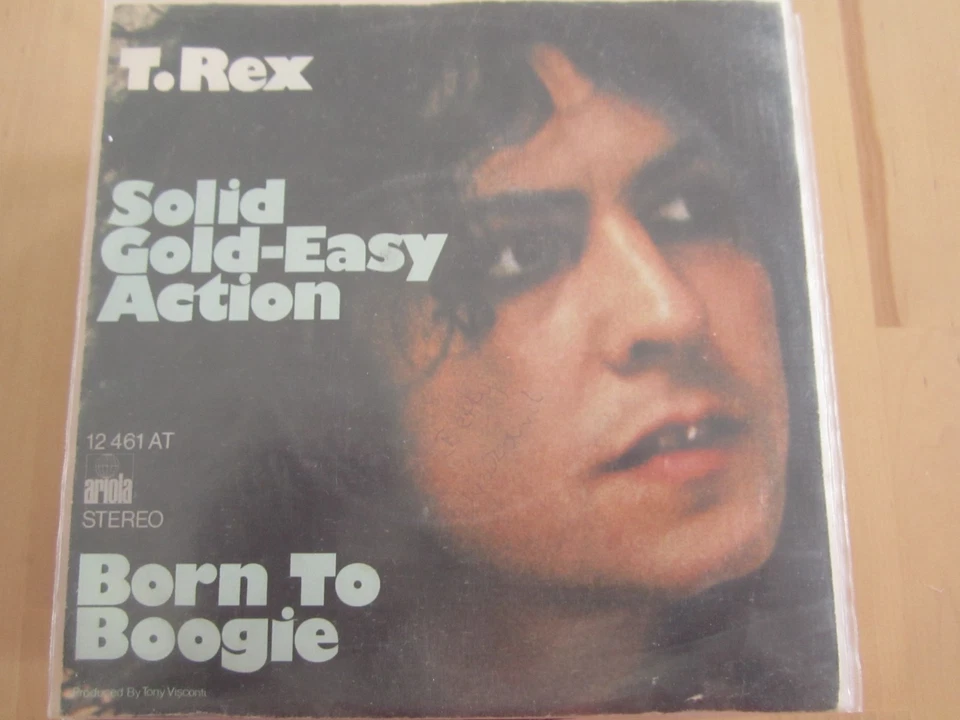 T.Rex
Solid
Gold-Easy
Action
12 461 AT
ariola
STEREO
Born To
Boogie
Produced By Tony Visconti